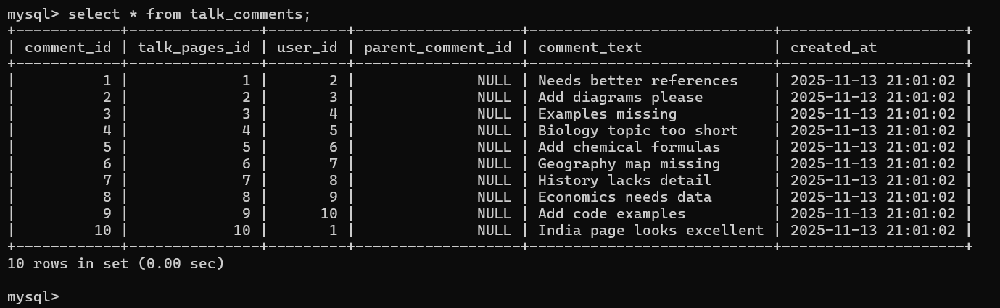 mysql> select * from talk_comments;
+------------+---------------+---------+-------------------+----------------------------+---------------------+
| comment_id | talk_pages_id | user_id | parent_comment_id | comment_text               | created_at          |
+------------+---------------+---------+-------------------+----------------------------+---------------------+
|          1 |             1 |       2 |              NULL | Needs better references    | 2025-11-13 21:01:02 |
|          2 |             2 |       3 |              NULL | Add diagrams please        | 2025-11-13 21:01:02 |
|          3 |             3 |       4 |              NULL | Examples missing           | 2025-11-13 21:01:02 |
|          4 |             4 |       5 |              NULL | Biology topic too short    | 2025-11-13 21:01:02 |
|          5 |             5 |       6 |              NULL | Add chemical formulas      | 2025-11-13 21:01:02 |
|          6 |             6 |       7 |              NULL | Geography map missing      | 2025-11-13 21:01:02 |
|          7 |             7 |       8 |              NULL | History lacks detail       | 2025-11-13 21:01:02 |
|          8 |             8 |       9 |              NULL | Economics needs data       | 2025-11-13 21:01:02 |
|          9 |             9 |      10 |              NULL | Add code examples          | 2025-11-13 21:01:02 |
|         10 |            10 |       1 |              NULL | India page looks excellent | 2025-11-13 21:01:02 |
+------------+---------------+---------+-------------------+----------------------------+---------------------+
10 rows in set (0.00 sec)
mysql>